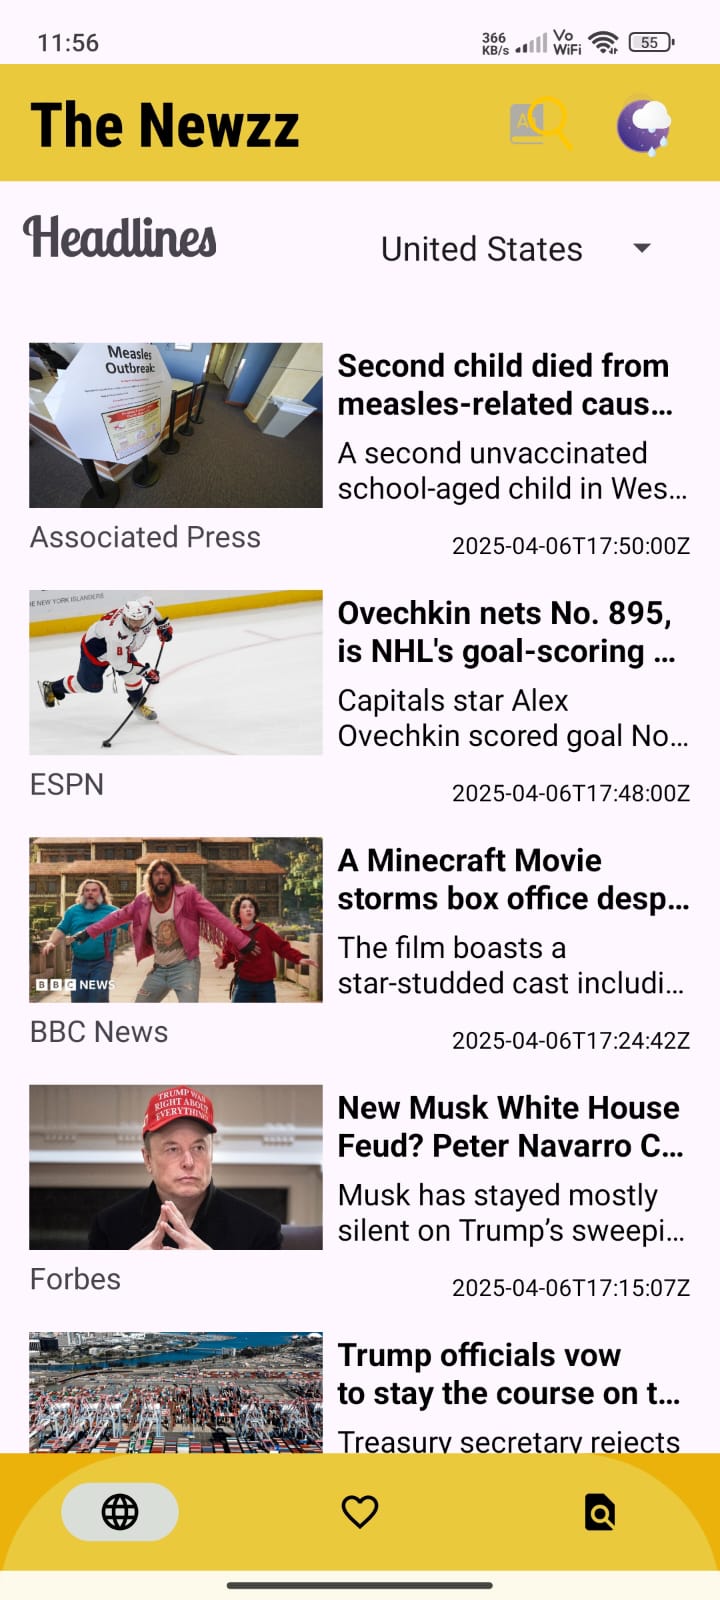 11:56
366
KB/s
Vo
WiFi
55
The Newzz
A
Headlines
United States
Measles
Outbreak:
Second child died from
measles-related caus...
A second unvaccinated
school-aged child in Wes...
Associated Press
2025-04-06T17:50:00Z
NEW YORK ISLANDERS
8
Ovechkin nets No. 895,
is NHL's goal-scoring ...
Capitals star Alex
Ovechkin scored goal No...
ESPN
2025-04-06T17:48:00Z
BBC NEWS
A Minecraft Movie
storms box office desp...
The film boasts a
star-studded cast includi...
BBC News
2025-04-06T17:24:42Z
TRUMP WAS
RIGHT ABOUT
EVERYTHING
New Musk White House
Feud? Peter Navarro C...
Musk has stayed mostly
silent on Trump’s sweepi...
Forbes
2025-04-06T17:15:07Z
Trump officials vow
to stay the course on t...
Treasury secretary rejects